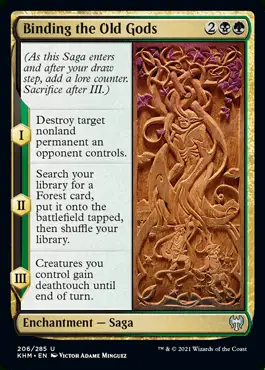 Binding the Old Gods 2
(As this Saga enters
and after your draw
step, add a lore counter.
Sacrifice after III.)
I
Destroy target
nonland
permanent an
opponent controls.
II
Search your
library for a
Forest card,
put it onto the
battlefield tapped,
then shuffle your
library.
III
Creatures you
control gain
deathtouch until
end of turn.
Enchantment — Saga
206/285 U
KHM • EN Victor Adame Minguez
™ & © 2021 Wizards of the Coast